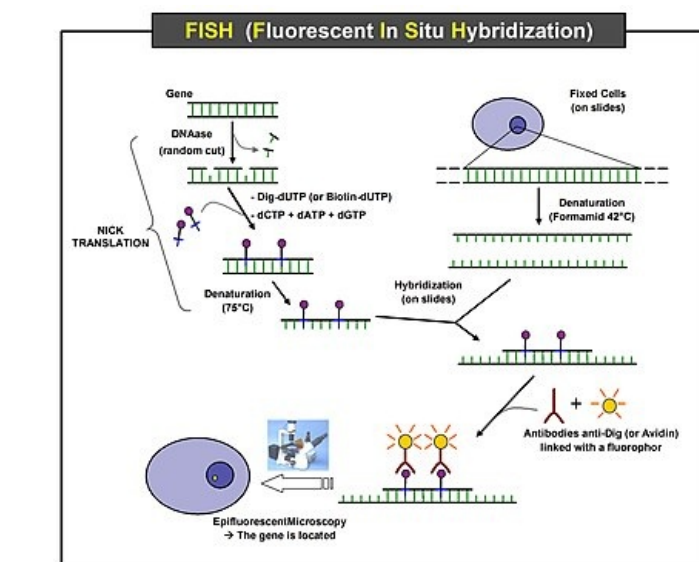 FISH (Fluorescent In Situ Hybridization)
Gene
DNAase
(random cut)
- Dig-dUTP (or Biotin-dUTP)
- dCTP + dATP + dGTP
NICK
TRANSLATION
Denaturation
(75°C)
Fixed Cells
(on slides)
Denaturation
(Formamid 42°C)
Hybridization
(on slides)
+
Antibodies anti-Dig (or Avidin)
linked with a fluorophor
EpifluorescentMicroscopy
→ The gene is located